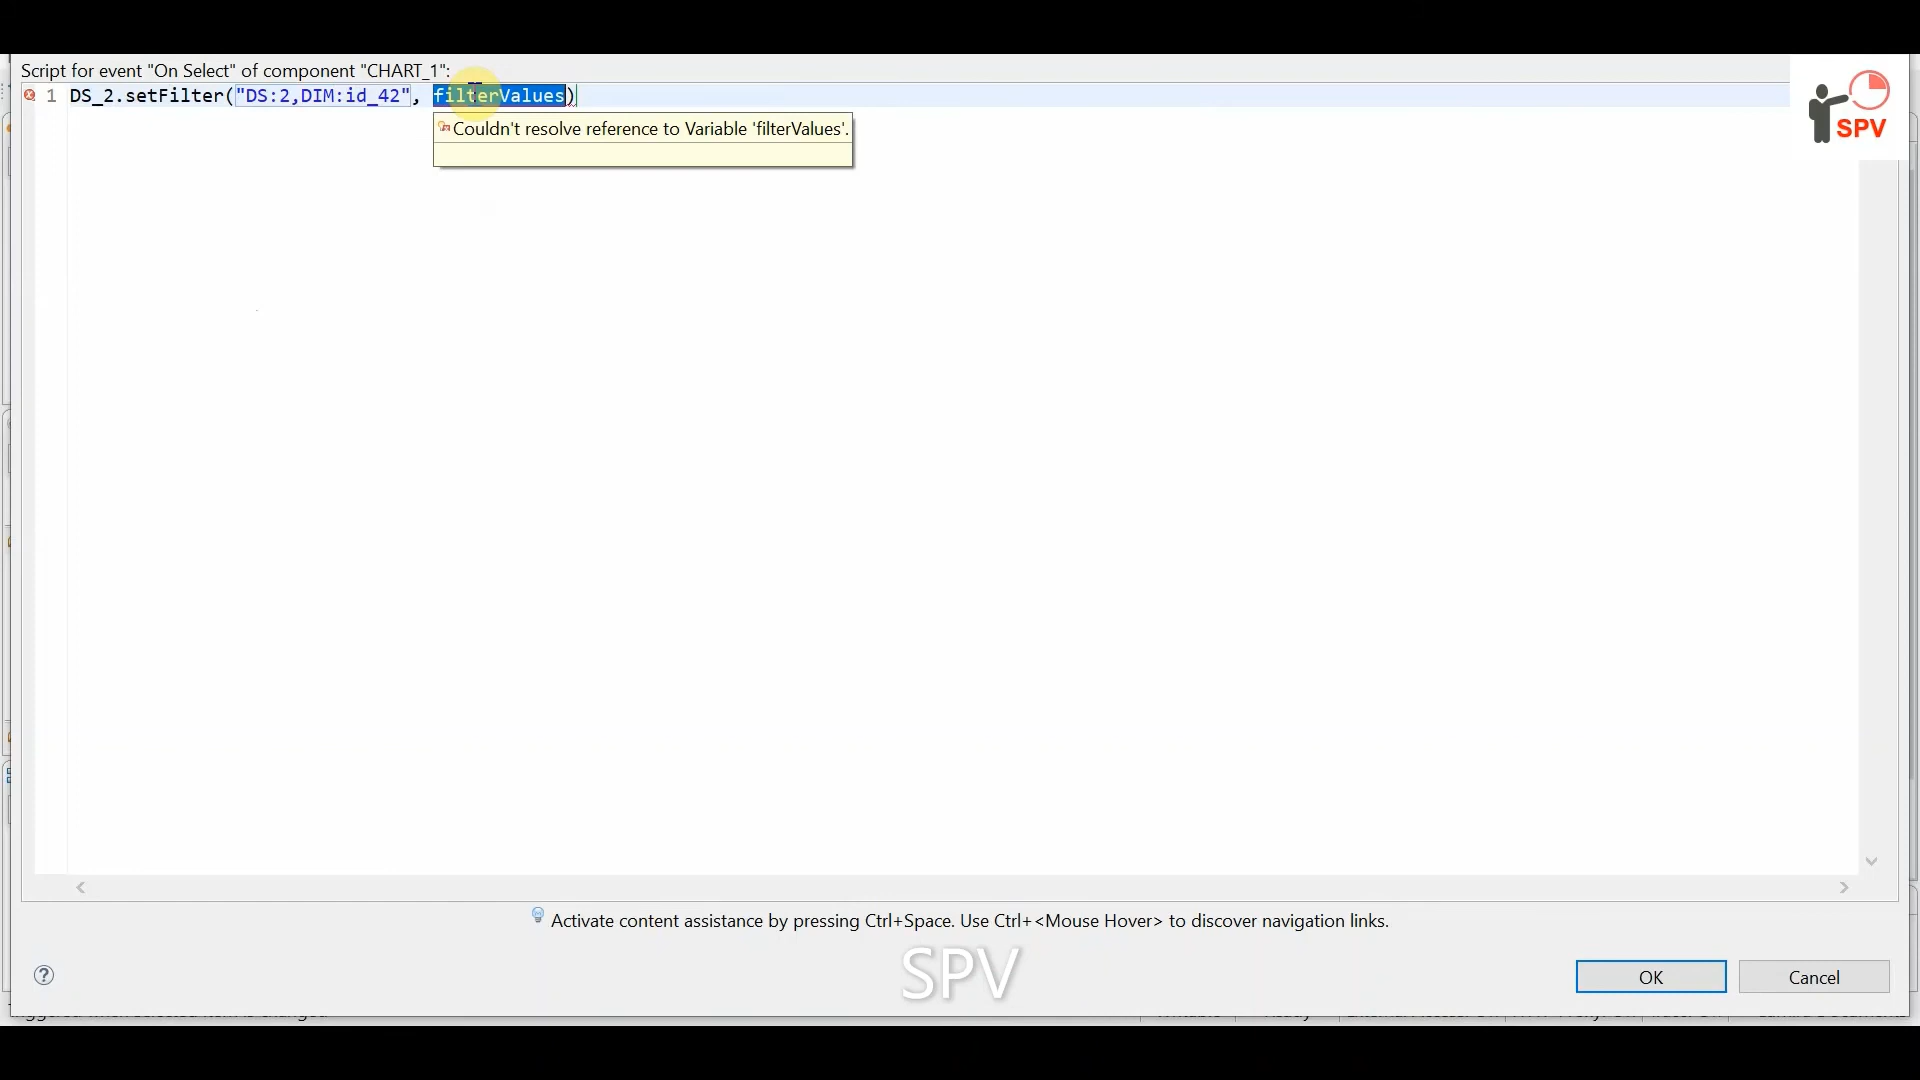 Script for event "On Select" of component "CHART_1":
1 DS_2.setFilter("DS:2,DIM:id_42", filterValues)
Couldn't resolve reference to Variable 'filterValues'.
SPV
Activate content assistance by pressing Ctrl+Space. Use Ctrl+<Mouse Hover> to discover navigation links.
SPV
OK
Cancel